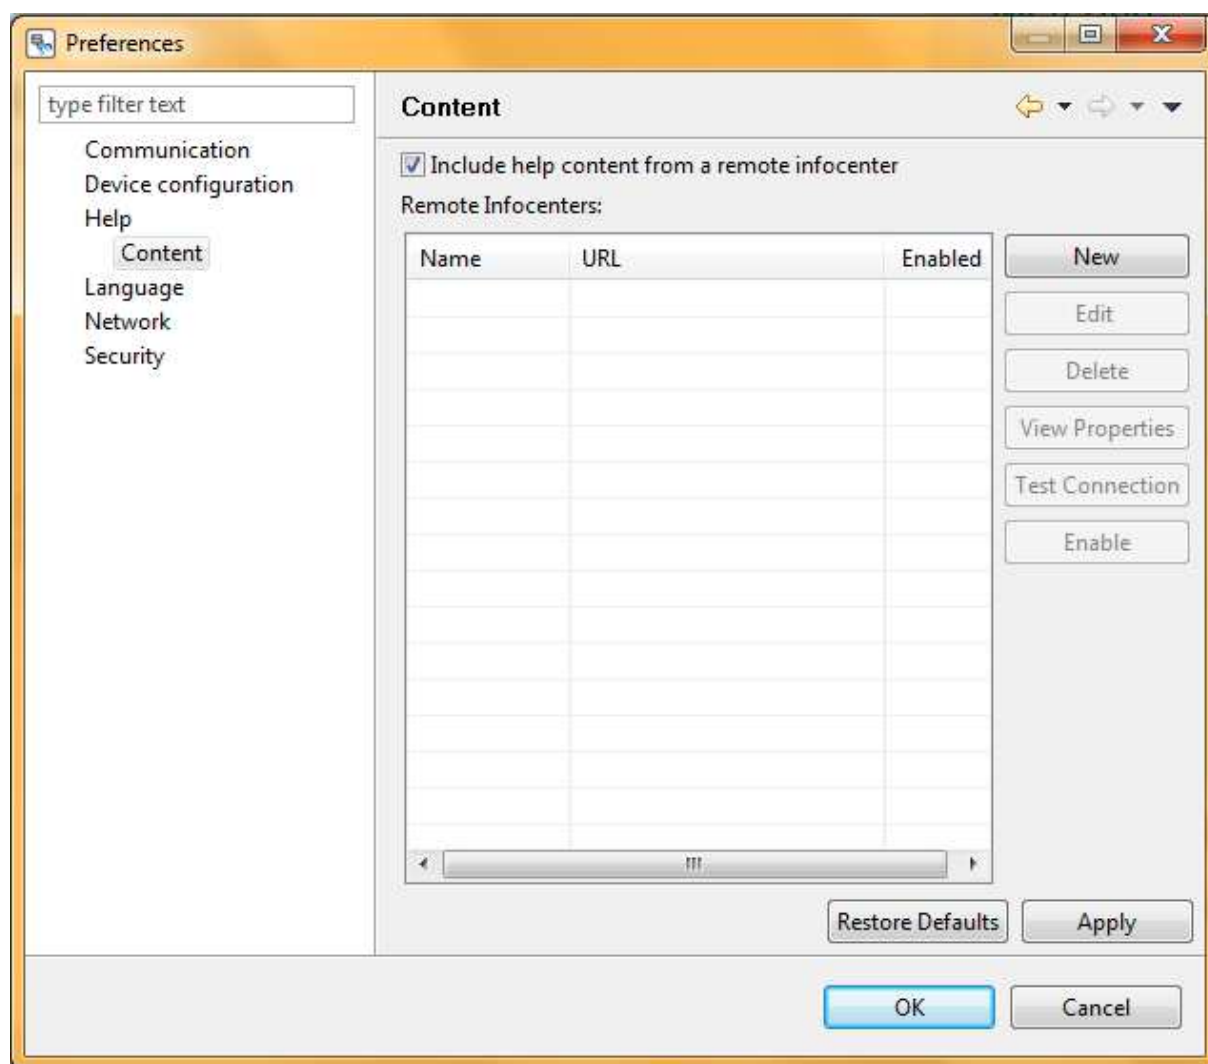 Preferences
type filter text
Communication
Device configuration
Help
Content
Language
Network
Security
Content
Include help content from a remote infocenter
Remote Infocenters:
Name URL Enabled
New
Edit
Delete
View Properties
Test Connection
Enable
Restore Defaults Apply
OK Cancel